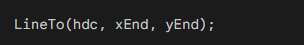 LineTo(hdc, xEnd, yEnd);